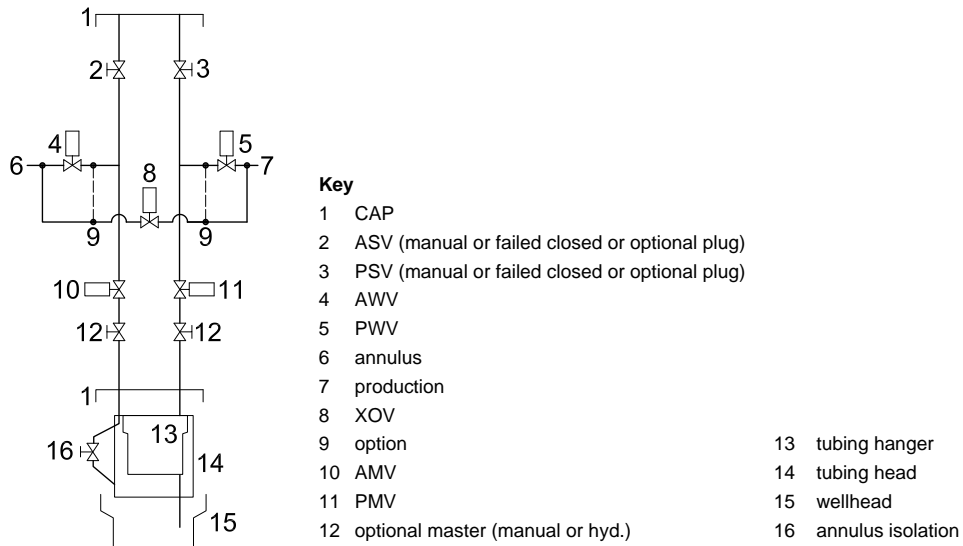 1
2
3
4
5
6
7
8
9
9
10
11
12
12
1
13
16
14
15
Key
1 CAP
2 ASV (manual or failed closed or optional plug)
3 PSV (manual or failed closed or optional plug)
4 AWV
5 PWV
6 annulus
7 production
8 XOV
9 option
10 AMV
11 PMV
12 optional master (manual or hyd.)
13 tubing hanger
14 tubing head
15 wellhead
16 annulus isolation